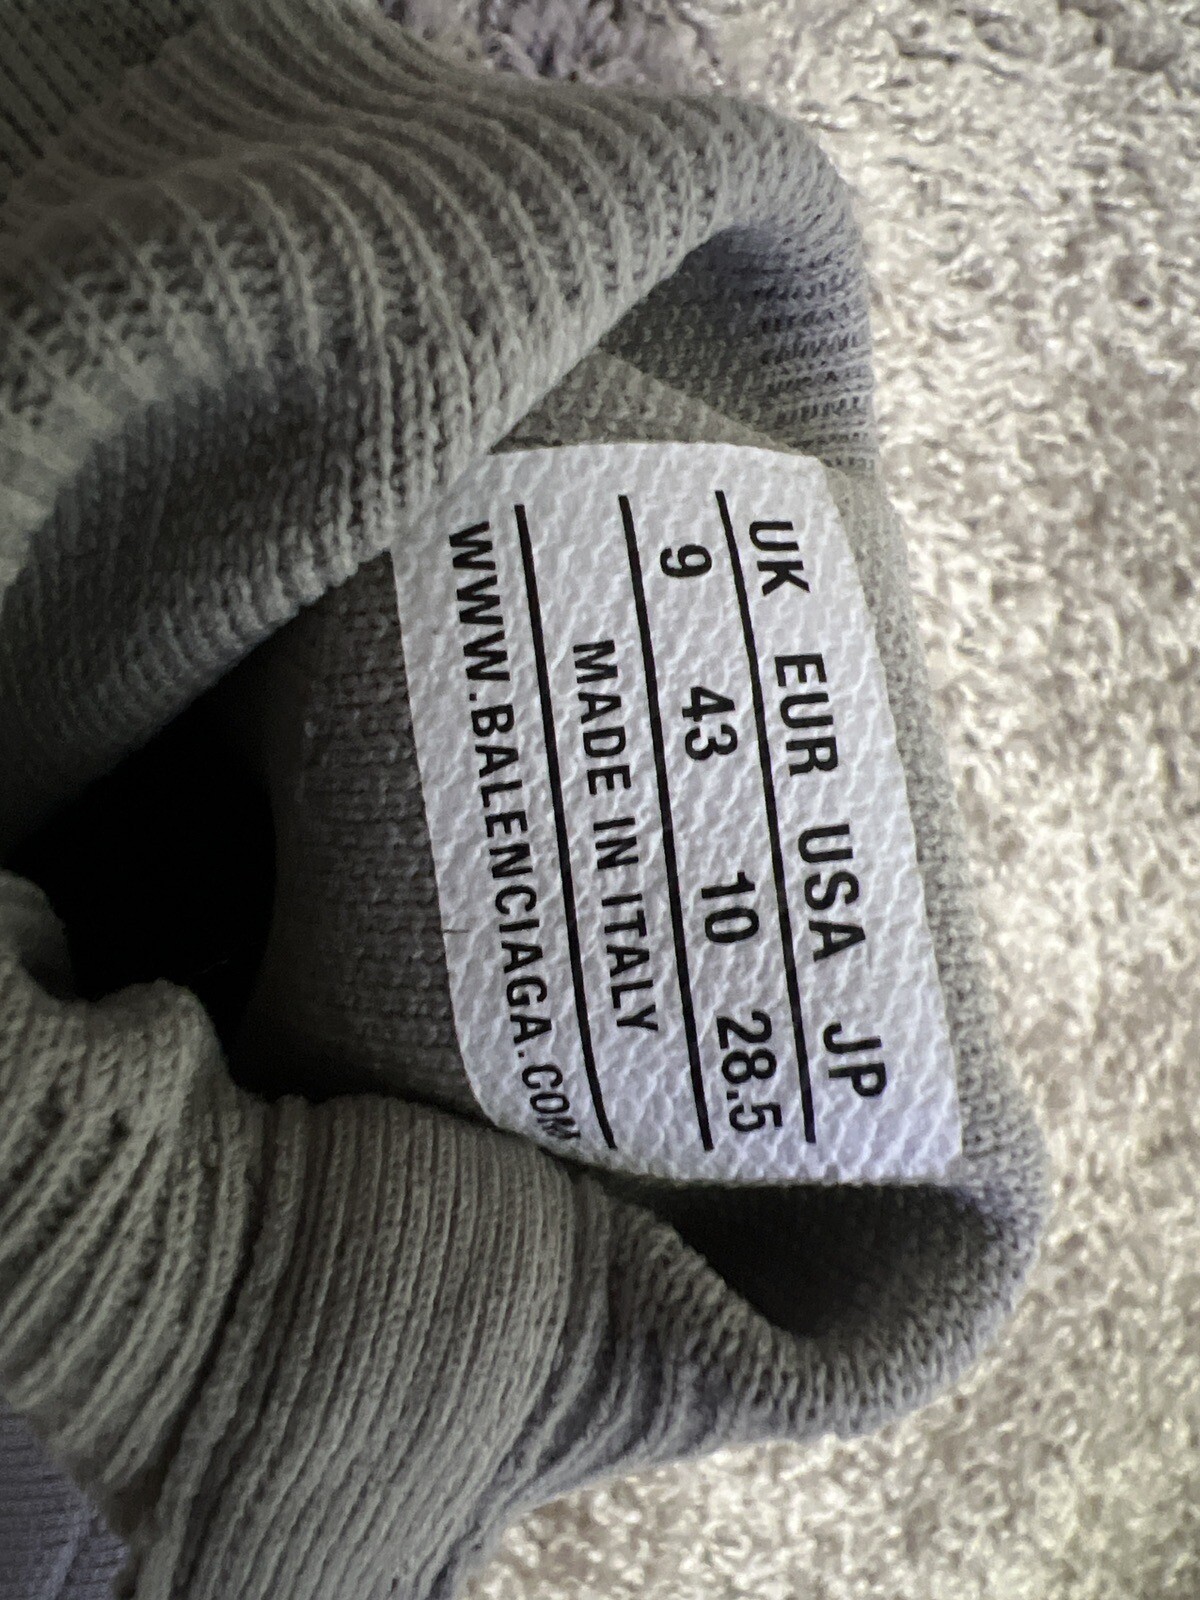 UK EUR USA JP
9 43 10 28.5
MADE IN ITALY
WWW.BALENCIAGA.COM